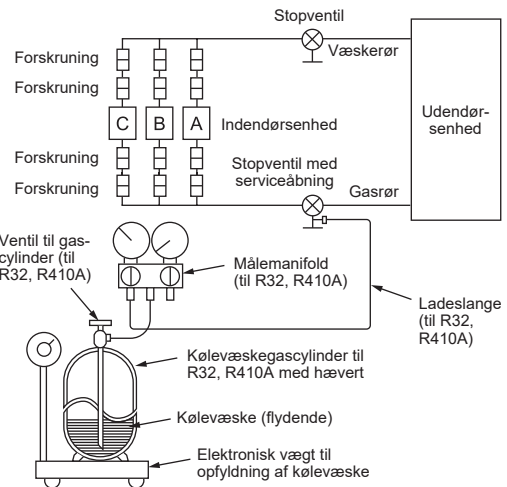 Stopventil
Væskerør
Forskruning
Forskruning
C
B
A
Indendørsenhed
Udendør-
senhed
Forskruning
Forskruning
Stopventil med
serviceåbning
Gasrør
Ventil til gas-
cylinder (til
R32, R410A)
Målemanifold
(til R32, R410A)
Ladeslange
(til R32,
R410A)
Kølevæskegascylinder til
R32, R410A med hævert
Kølevæske (flydende)
Elektronisk vægt til
opfyldning af kølevæske